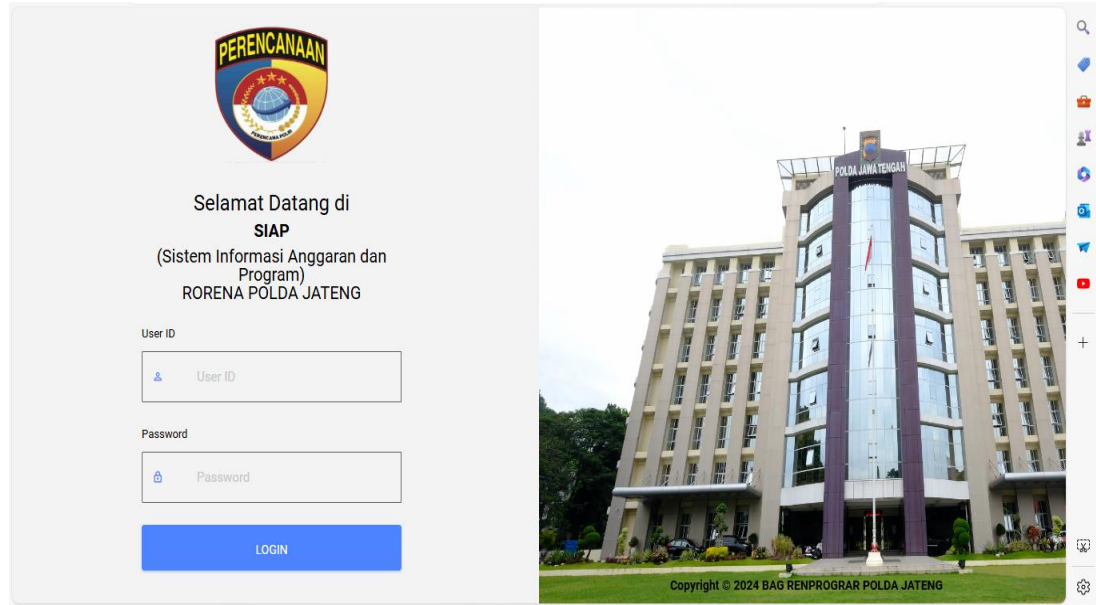 PERENCANAAN
PERENCANA POLRI
Selamat Datang di
SIAP
(Sistem Informasi Anggaran dan
Program)
RORENA POLDA JATENG
User ID
User ID
Password
Password
LOGIN
POLDA JAWA TENGAH
Copyright © 2024 BAG RENPROGRAR POLDA JATENG